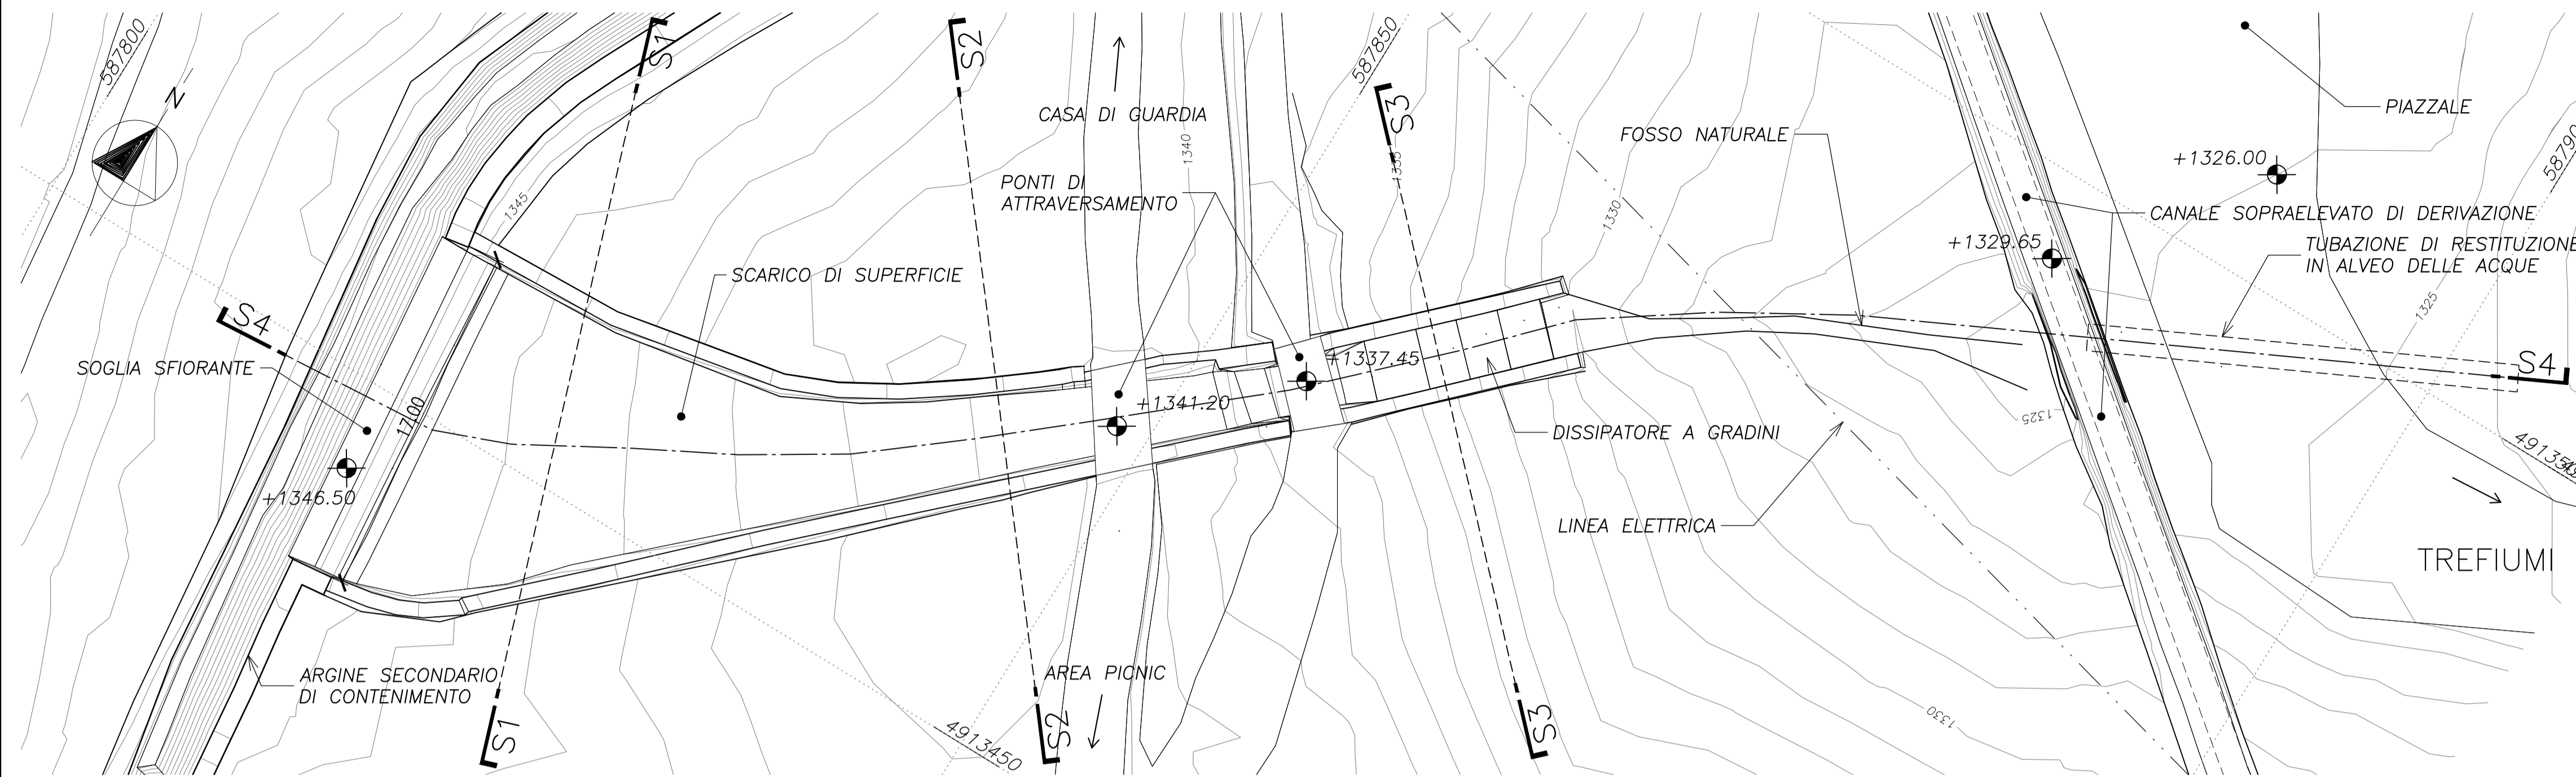 587800
N
S1
S2
CASA DI GUARDIA
1340
587850
S3
1335
FOSSO NATURALE
1330
PIAZZALE
+1326.00
CANALE SOPRAELEVATO DI DERIVAZIONE
+1329.65
TUBAZIONE DI RESTITUZIONE
IN ALVEO DELLE ACQUE
1325
PONTI DI
ATTRAVERSAMENTO
1345
SCARICO DI SUPERFICIE
S4
SOGLIA SFIORANTE
17.00
+1346.50
+1341.20
+1337.45
DISSIPATORE A GRADINI
LINEA ELETTRICA
1325
S4
TREFIUMI
ARGINE SECONDARIO
DI CONTENIMENTO
S1
AREA PICNIC
S2
4913450
S3
1330